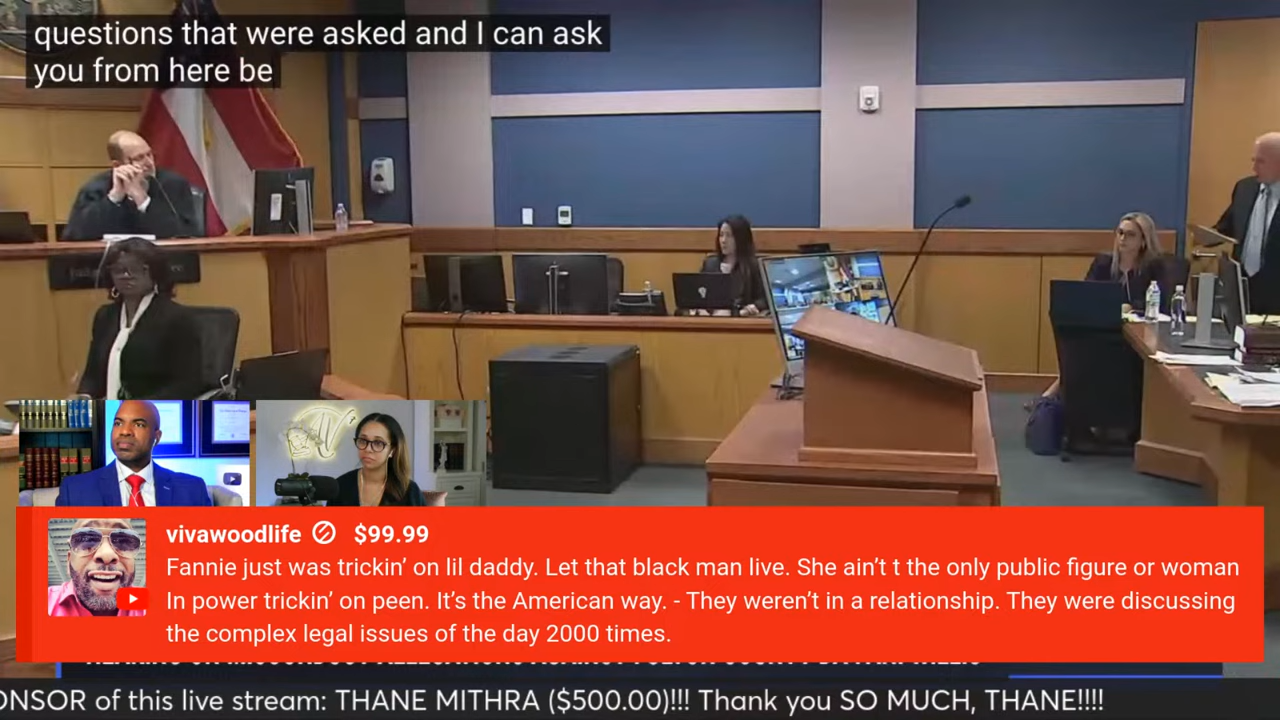 questions that were asked and I can ask
you from here be
vivawoodlife $99.99
Fannie just was trickin’ on lil daddy. Let that black man live. She ain’t t the only public figure or woman
In power trickin’ on peen. It’s the American way. - They weren’t in a relationship. They were discussing
the complex legal issues of the day 2000 times.
ONSOR of this live stream: THANE MITHRA ($500.00)!!! Thank you SO MUCH, THANE!!!!